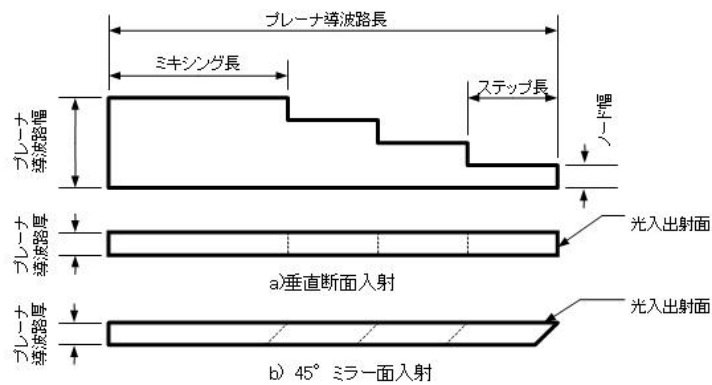 プレーナ導波路長
ミキシング長
ステップ長
プレーナ
導波路幅
ノード幅
プレーナ
導波路厚
光入出射面
a)垂直断面入射
プレーナ
導波路厚
光入出射面
b) 45° ミラー面入射